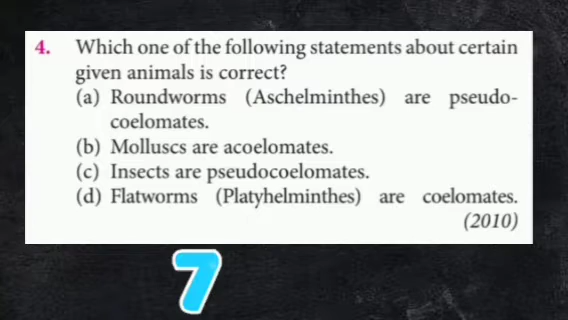 4. Which one of the following statements about certain
given animals is correct?
(a) Roundworms (Aschelminthes) are pseudo-
coelomates.
(b) Molluscs are acoelomates.
(c) Insects are pseudocoelomates.
(d) Flatworms (Platyhelminthes) are coelomates.
(2010)
7